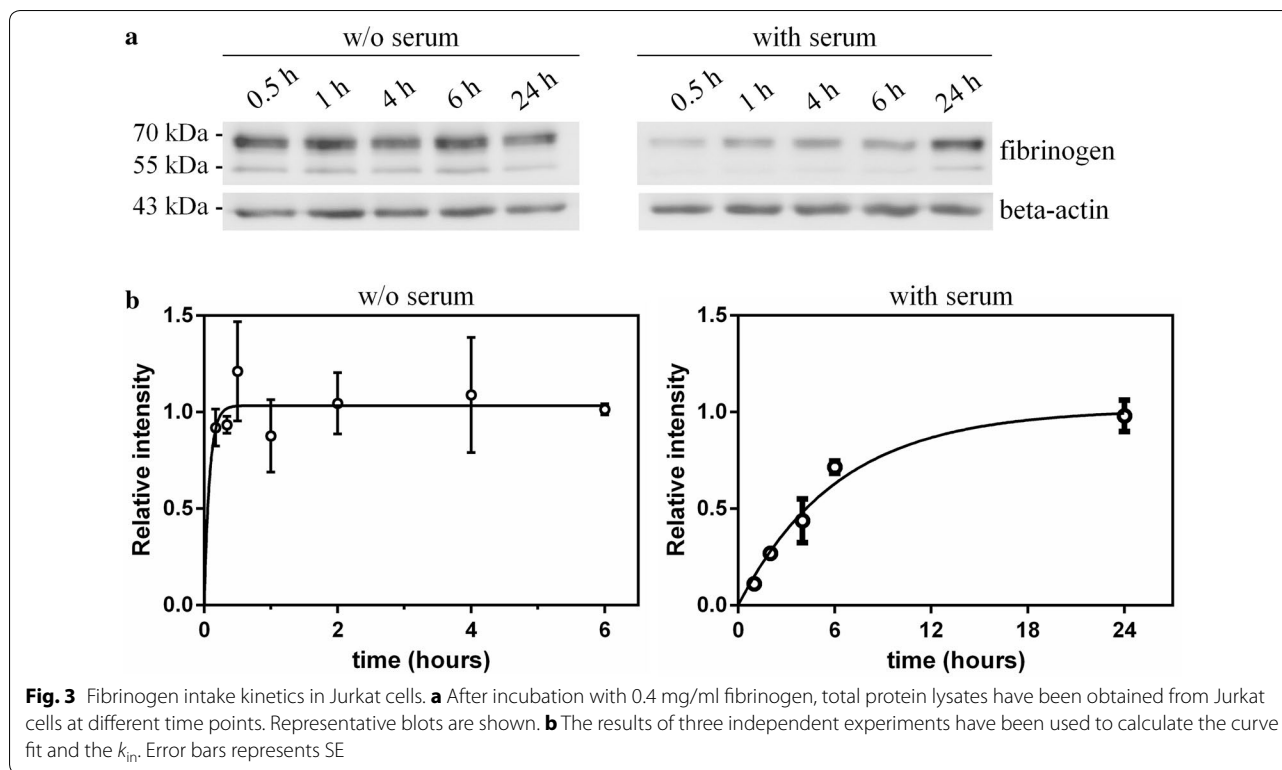 a
w/o serum
with serum
0.5 h 1 h 4 h 6 h 24 h
0.5 h 1 h 4 h 6 h 24 h
70 kDa -
55 kDa -
43 kDa -
fibrinogen
beta-actin
b
w/o serum
with serum
Relative intensity
1.5
1.0
0.5
0.0
0 2 4 6
time (hours)
Relative intensity
1.5
1.0
0.5
0.0
0 6 12 18 24
time (hours)
Fig. 3 Fibrinogen intake kinetics in Jurkat cells. a After incubation with 0.4 mg/ml fibrinogen, total protein lysates have been obtained from Jurkat
cells at different time points. Representative blots are shown. b The results of three independent experiments have been used to calculate the curve
fit and the kin. Error bars represents SE